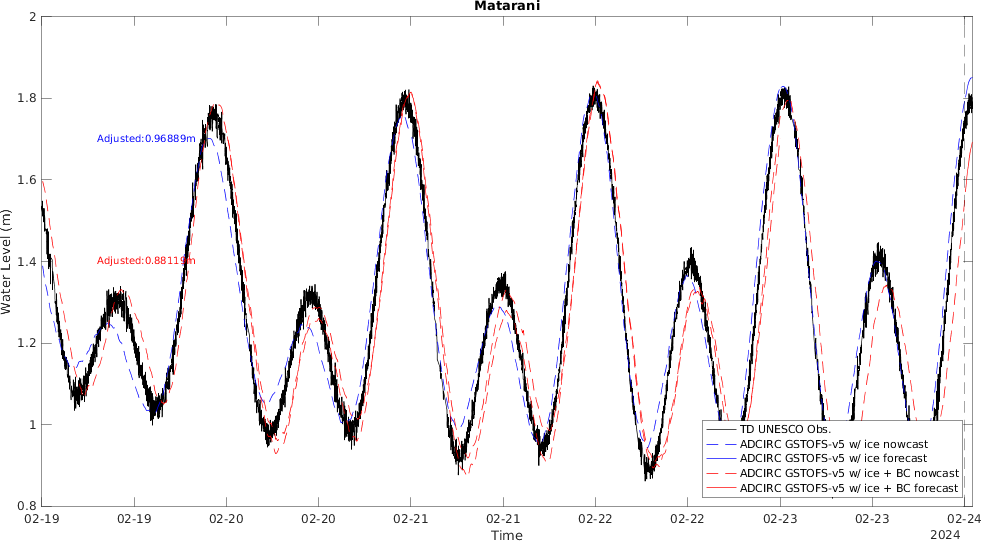 Matarani
2
1.8
1.6
1.4
1.2
1
0.8
Water Level (m)
Adjusted:0.96889m
Adjusted:0.88119m
TD UNESCO Obs.
ADCIRC GSTOFS-v5 w/ ice nowcast
ADCIRC GSTOFS-v5 w/ ice forecast
ADCIRC GSTOFS-v5 w/ ice + BC nowcast
ADCIRC GSTOFS-v5 w/ ice + BC forecast
02-19 02-19 02-20 02-20 02-21 02-21 02-22 02-22 02-23 02-23 02-24
Time
2024